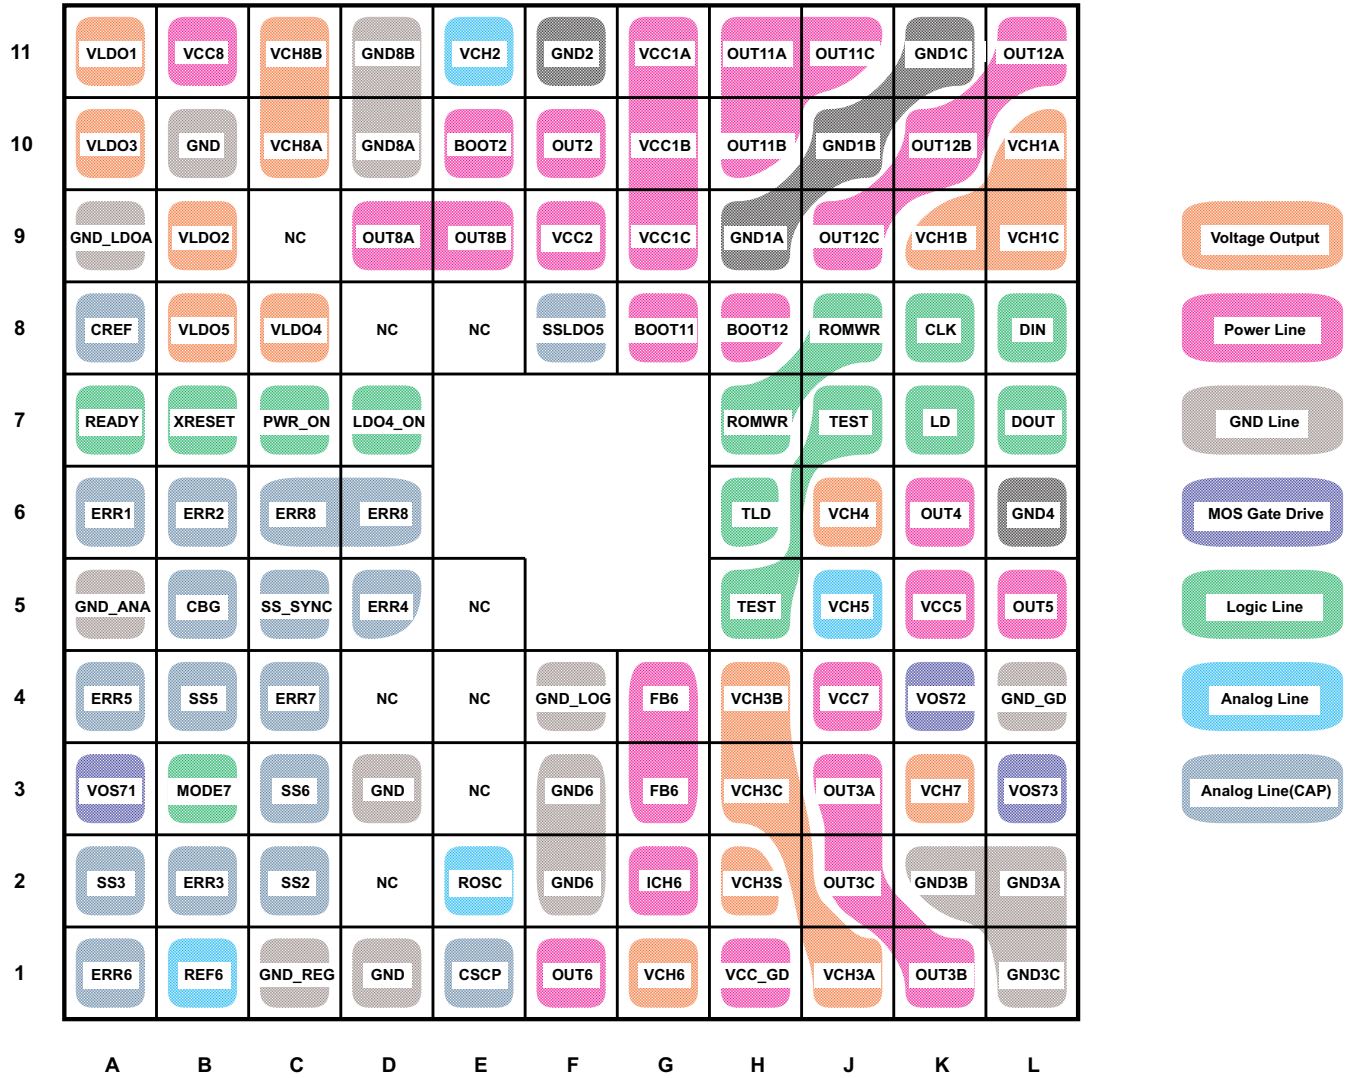 11 VLDO1 VCC8 VCH8B GND8B VCH2 GND2 VCC1A OUT11A OUT11C GND1C OUT12A
10 VLDO3 GND VCH8A GND8A BOOT2 OUT2 VCC1B OUT11B GND1B OUT12B VCH1A
9 GND_LDOA VLDO2 NC OUT8A OUT8B VCC2 VCC1C GND1A OUT12C VCH1B VCH1C Voltage Output
8 CREF VLDO5 VLDO4 NC NC SSLDO5 BOOT11 BOOT12 ROMWR CLK DIN Power Line
7 READY XRESET PWR_ON LDO4_ON ROMWR TEST LD DOUT GND Line
6 ERR1 ERR2 ERR8 ERR8 TLD VCH4 OUT4 GND4 MOS Gate Drive
5 GND_ANA CBG SS_SYNC ERR4 NC TEST VCH5 VCC5 OUT5 Logic Line
4 ERR5 SS5 ERR7 NC NC GND_LOG FB6 VCH3B VCC7 VOS72 GND_GD Analog Line
3 VOS71 MODE7 SS6 GND NC GND6 FB6 VCH3C OUT3A VCH7 VOS73 Analog Line(CAP)
2 SS3 ERR3 SS2 NC ROSC GND6 ICH6 VCH3S OUT3C GND3B GND3A
1 ERR6 REF6 GND_REG GND CSCP OUT6 VCH6 VCC_GD VCH3A OUT3B GND3C
A B C D E F G H J K L